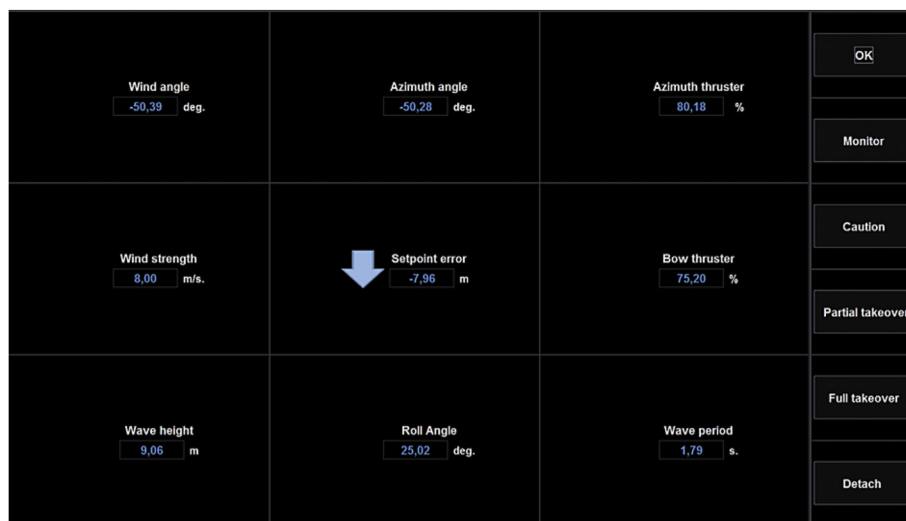 Wind angle
-50,39 deg.
Azimuth angle
-50,28 deg.
Azimuth thruster
80,18 %
OK
Monitor
Wind strength
8,00 m/s.
Setpoint error
-7,96 m
Bow thruster
75,20 %
Caution
Partial takeover
Wave height
9,06 m
Roll Angle
25,02 deg.
Wave period
1,79 s.
Full takeover
Detach